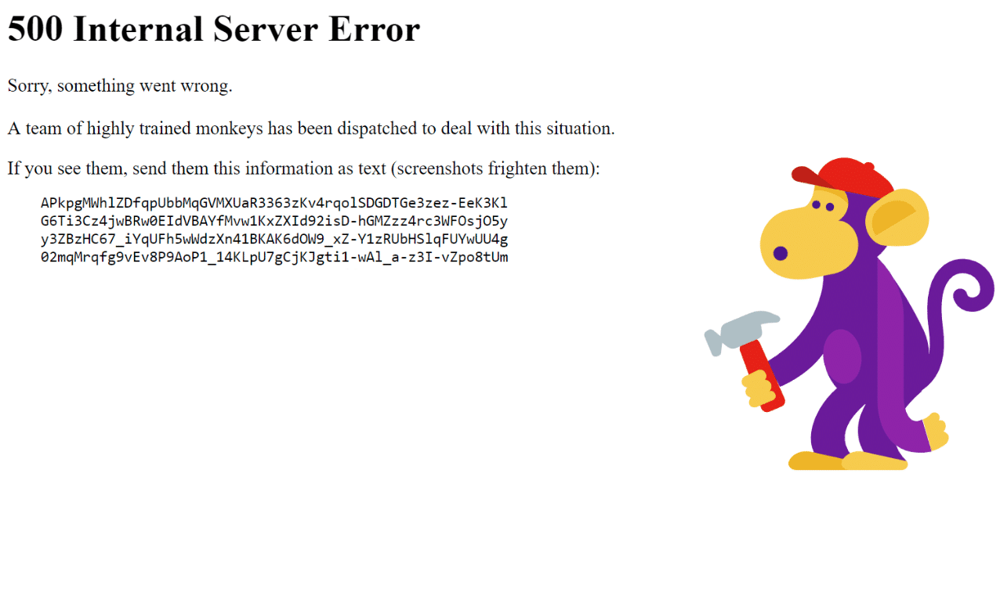 500 Internal Server Error
Sorry, something went wrong.
A team of highly trained monkeys has been dispatched to deal with this situation.
If you see them, send them this information as text (screenshots frighten them):
APkpgMWhlZDfqpUbbMqGVMXUaR3363zKv4rqolSDGDTGe3zez-EeK3Kl
G6Ti3Cz4jwBRw0EIdVBAYfMvw1KxZXId92isD-hGMZzz4rc3WFOsjO5y
y3ZBzHC67_iYqUFh5wWdzXn41BKAK6dOW9_xZ-Y1zRUbHSlqFUYwUU4g
02mqMrqfg9vEv8P9AoP1_14KLpU7gCjKJgti1-wAl_a-z3I-vZpo8tUm